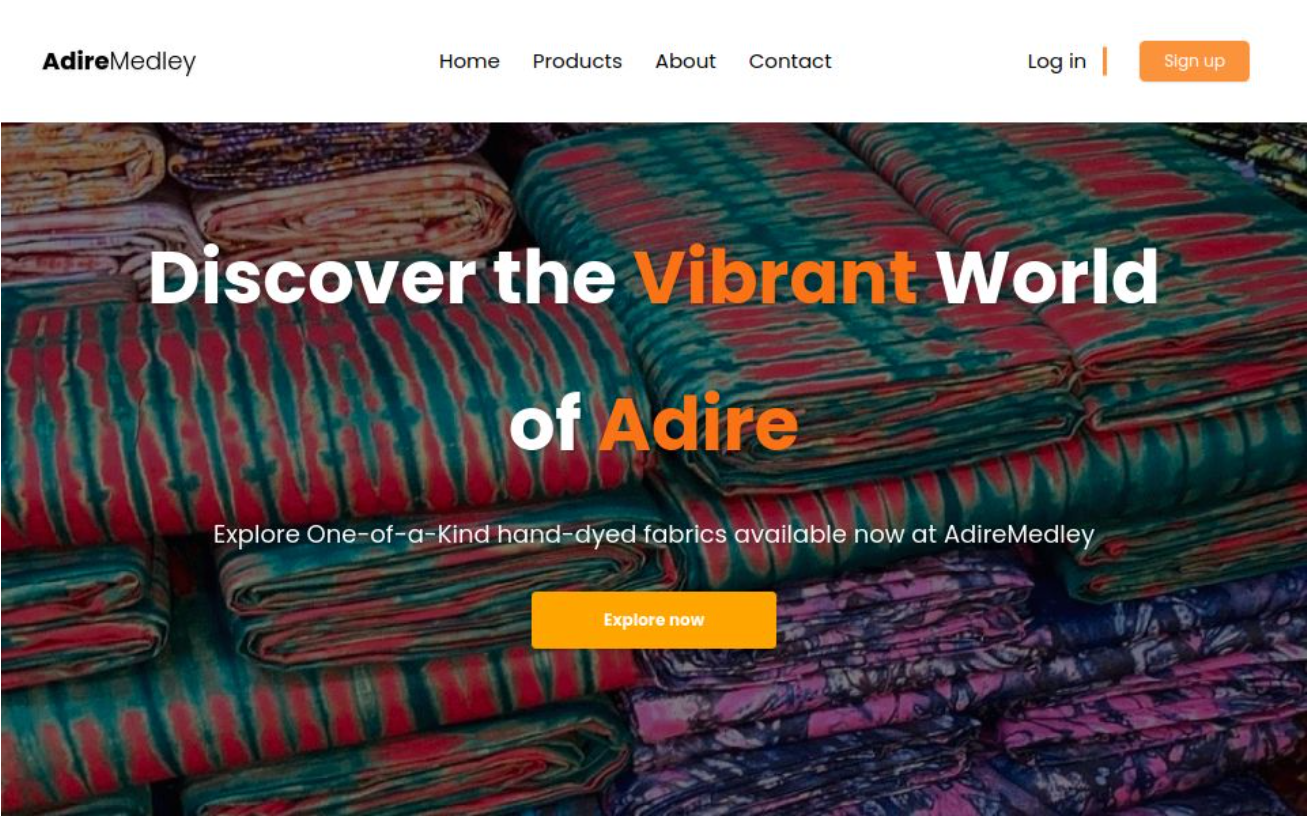 AdireMedley
Home Products About Contact
Log in | Sign up
Discover the Vibrant World
of Adire
Explore One-of-a-Kind hand-dyed fabrics available now at AdireMedley
Explore now